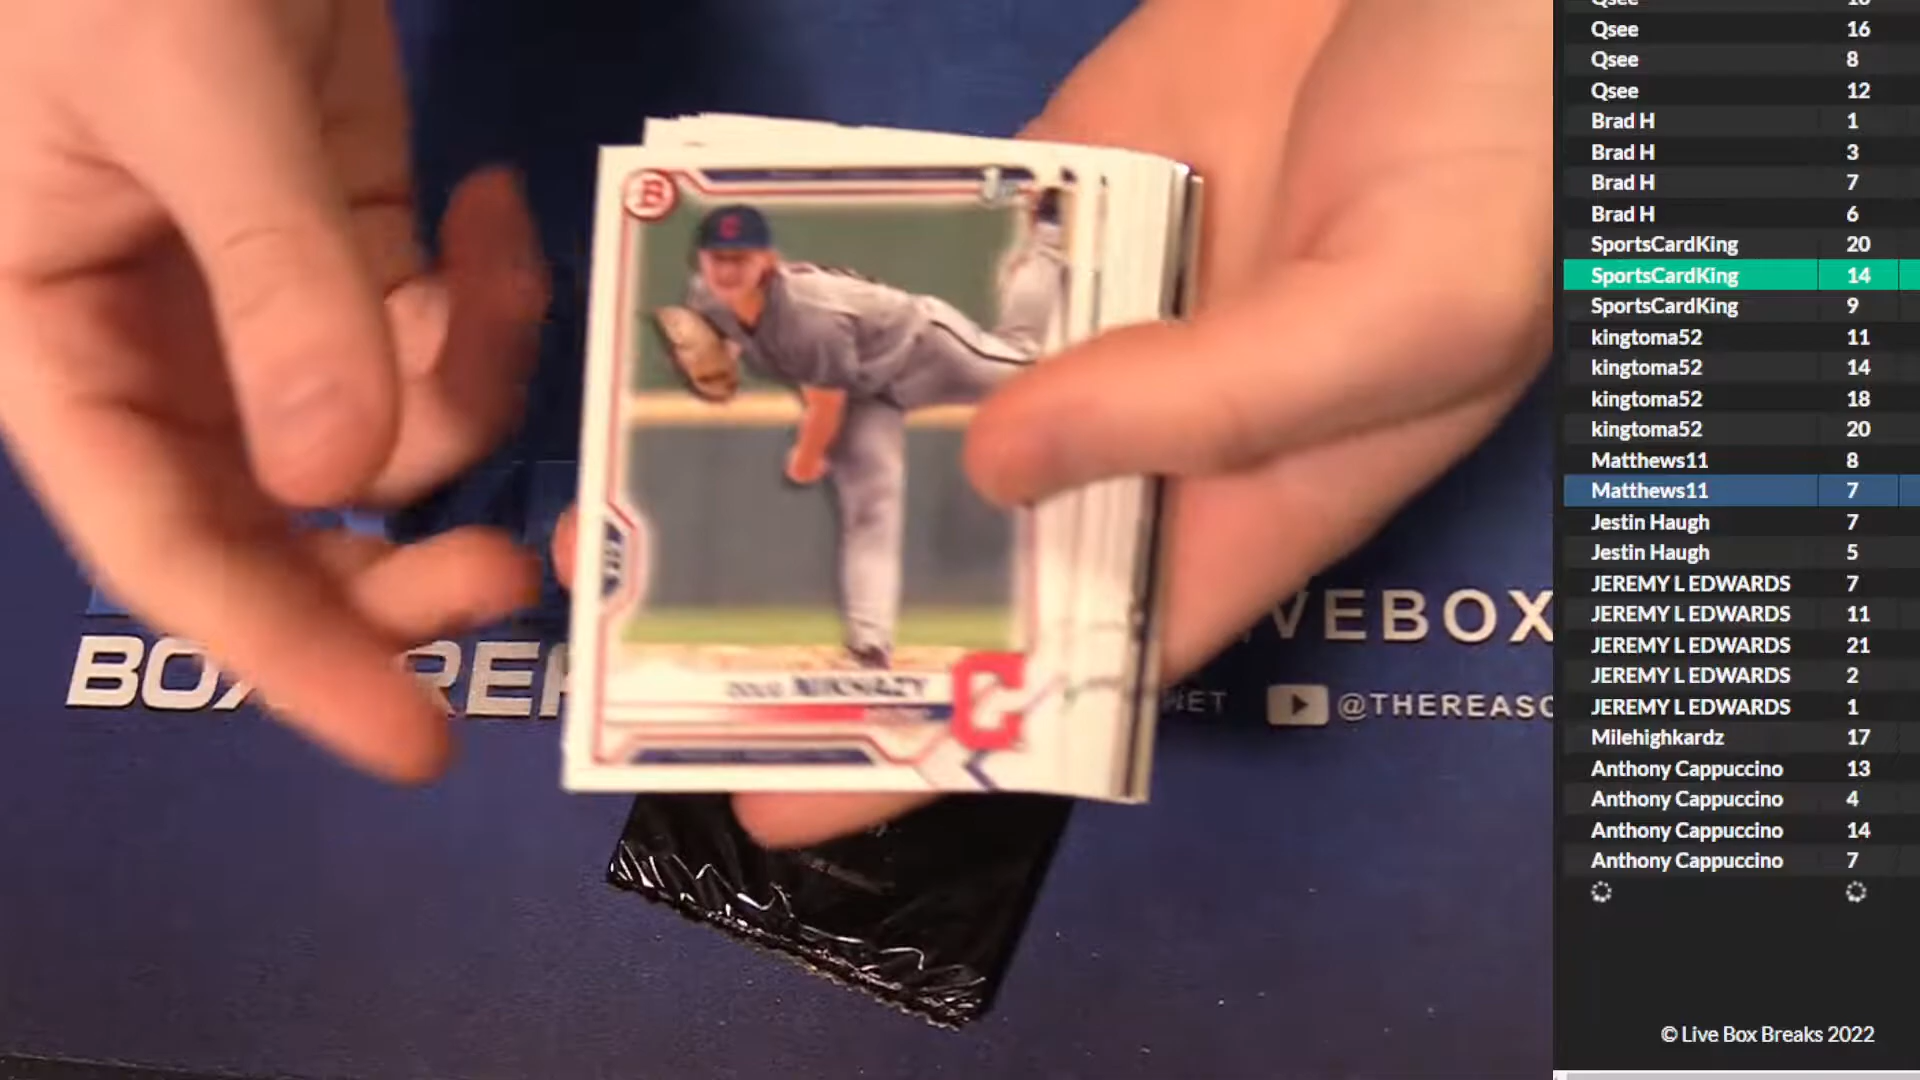 Qsee 16
Qsee 8
Qsee 12
Brad H 1
Brad H 3
Brad H 7
Brad H 6
SportsCardKing 20
SportsCardKing 14
SportsCardKing 9
kingtoma52 11
kingtoma52 14
kingtoma52 18
kingtoma52 20
Matthews11 8
Matthews11 7
Jestin Haugh 7
Jestin Haugh 5
JEREMY L EDWARDS 7
JEREMY L EDWARDS 11
JEREMY L EDWARDS 21
JEREMY L EDWARDS 2
JEREMY L EDWARDS 1
Milehighkardz 17
Anthony Cappuccino 13
Anthony Cappuccino 4
Anthony Cappuccino 14
Anthony Cappuccino 7
© Live Box Breaks 2022
B
C
NIKHAZY
C
VEBOX
@THEREASO